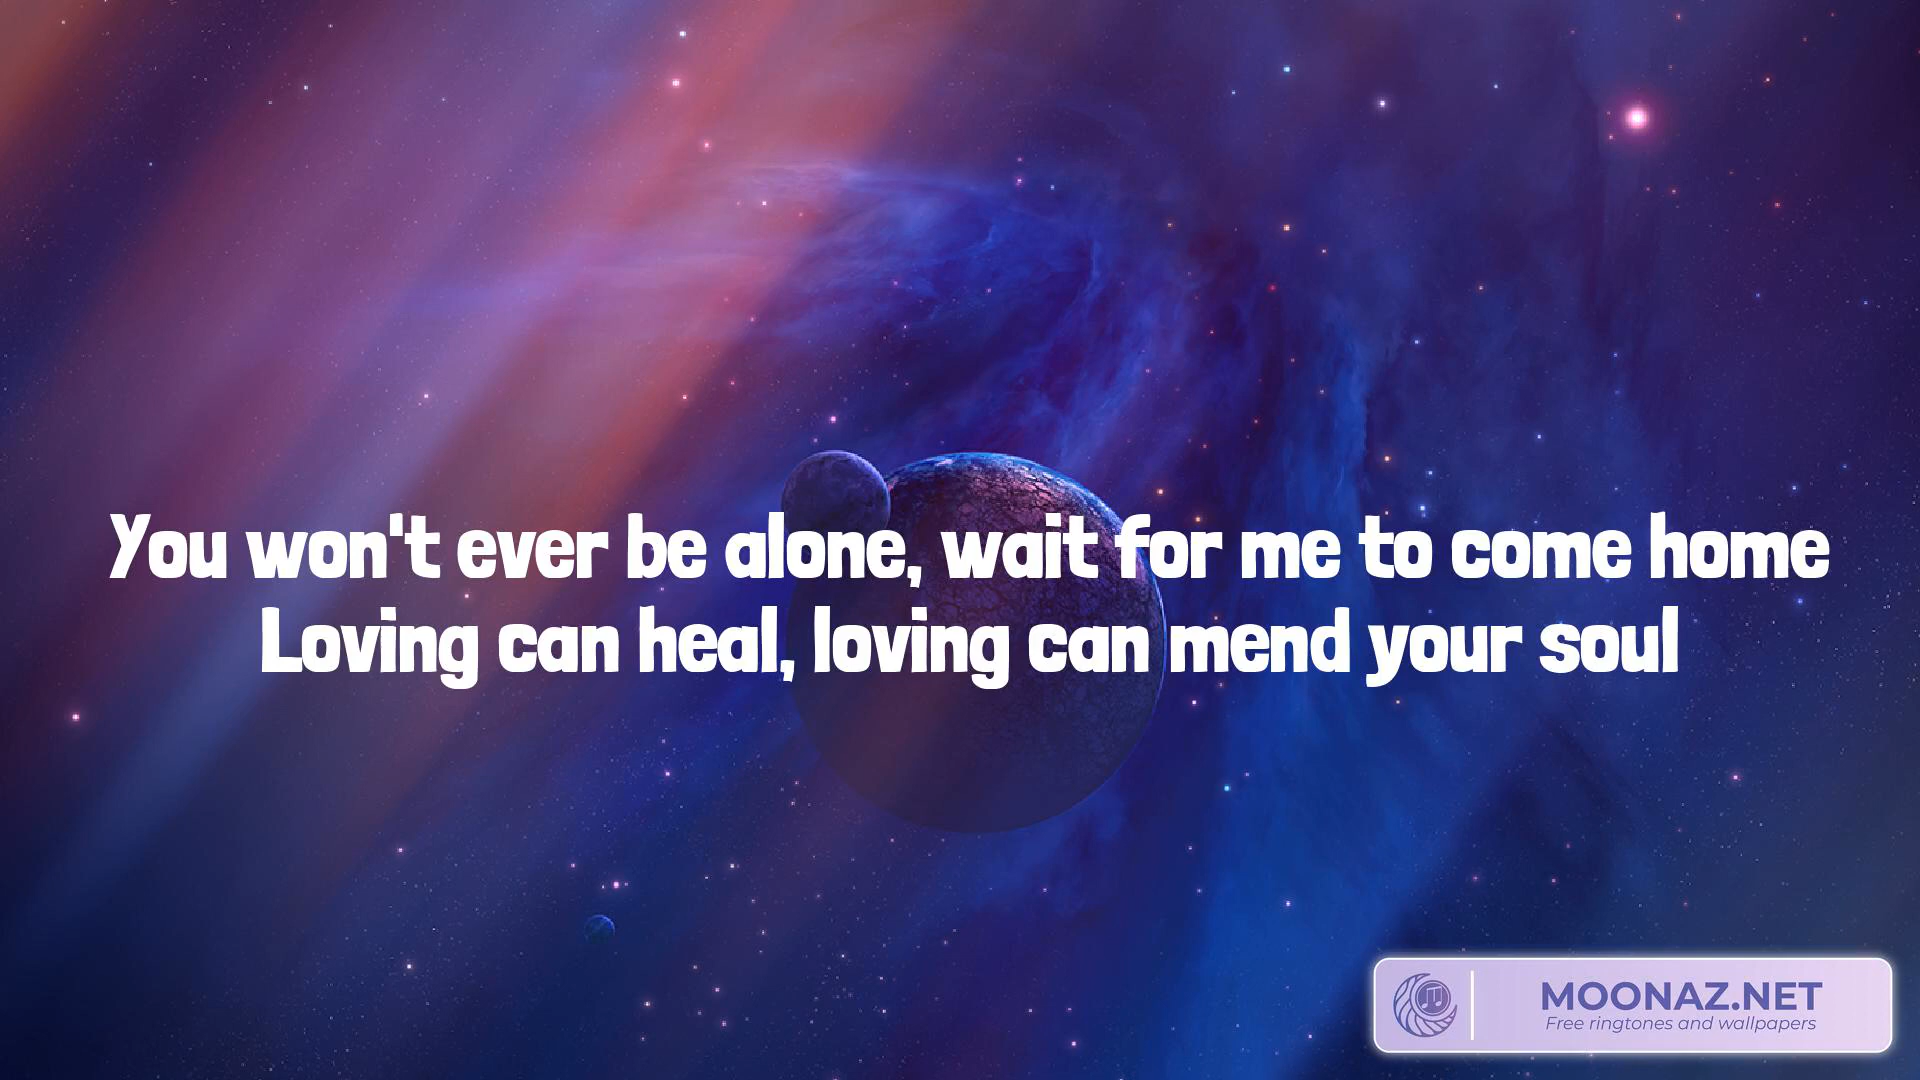 You won't ever be alone, wait for me to come home
Loving can heal, loving can mend your soul
MOONAZ.NET
Free ringtones and wallpapers